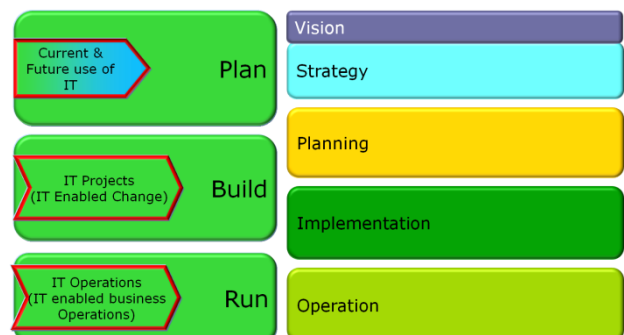 Current &
Future use of
IT
Plan
IT Projects
(IT Enabled Change)
Build
IT Operations
(IT enabled business
Operations)
Run
Vision
Strategy
Planning
Implementation
Operation